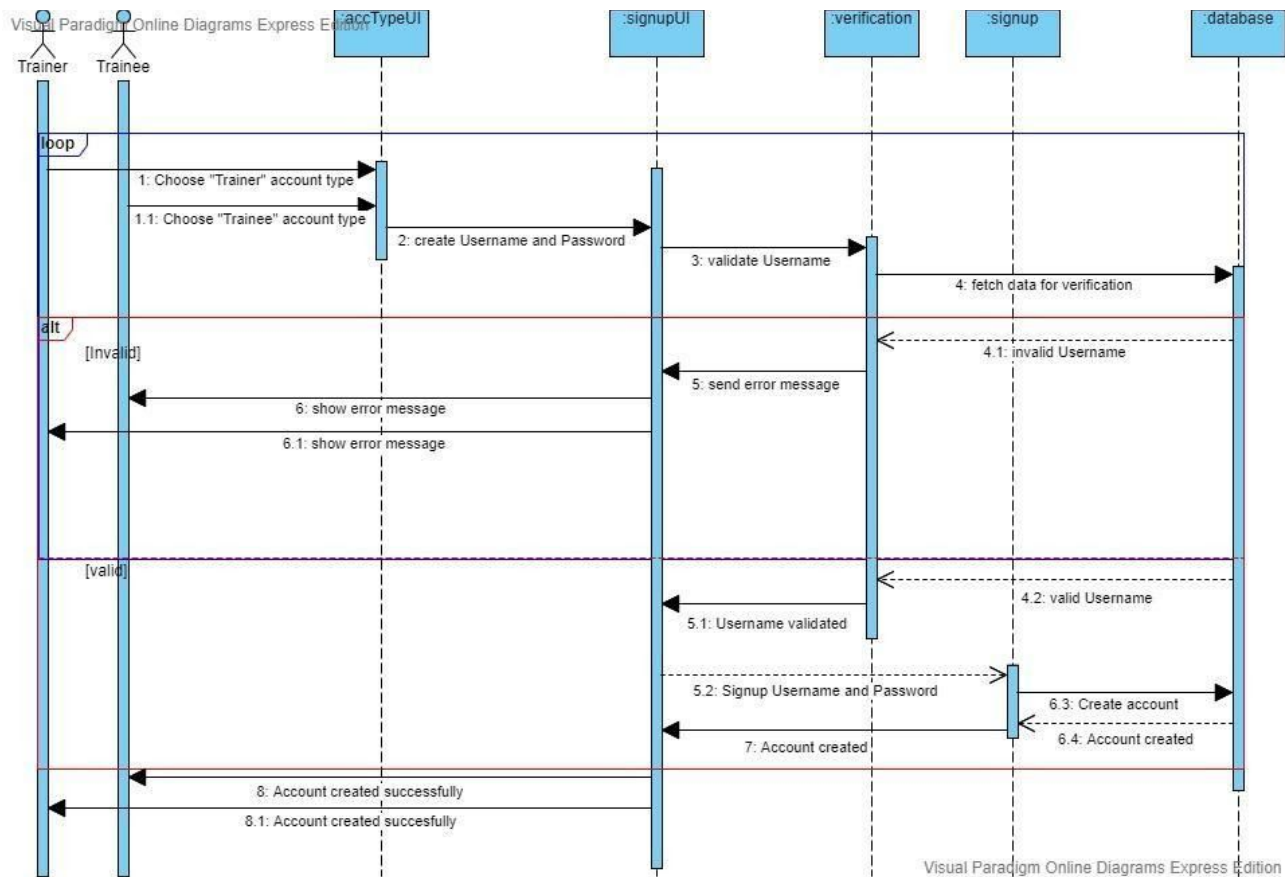 Visual Paradigm Online Diagrams Express Edition
:accTypeUI
:signupUI
:verification
:signup
:database
Trainer
Trainee
loop
1: Choose "Trainer" account type
1.1: Choose "Trainee" account type
2: create Username and Password
3: validate Username
4: fetch data for verification
alt
[Invalid]
4.1: invalid Username
5: send error message
6: show error message
6.1: show error message
[valid]
4.2: valid Username
5.1: Username validated
5.2: Signup Username and Password
6.3: Create account
6.4: Account created
7: Account created
8: Account created successfully
8.1: Account created succesfully
Visual Paradigm Online Diagrams Express Edition